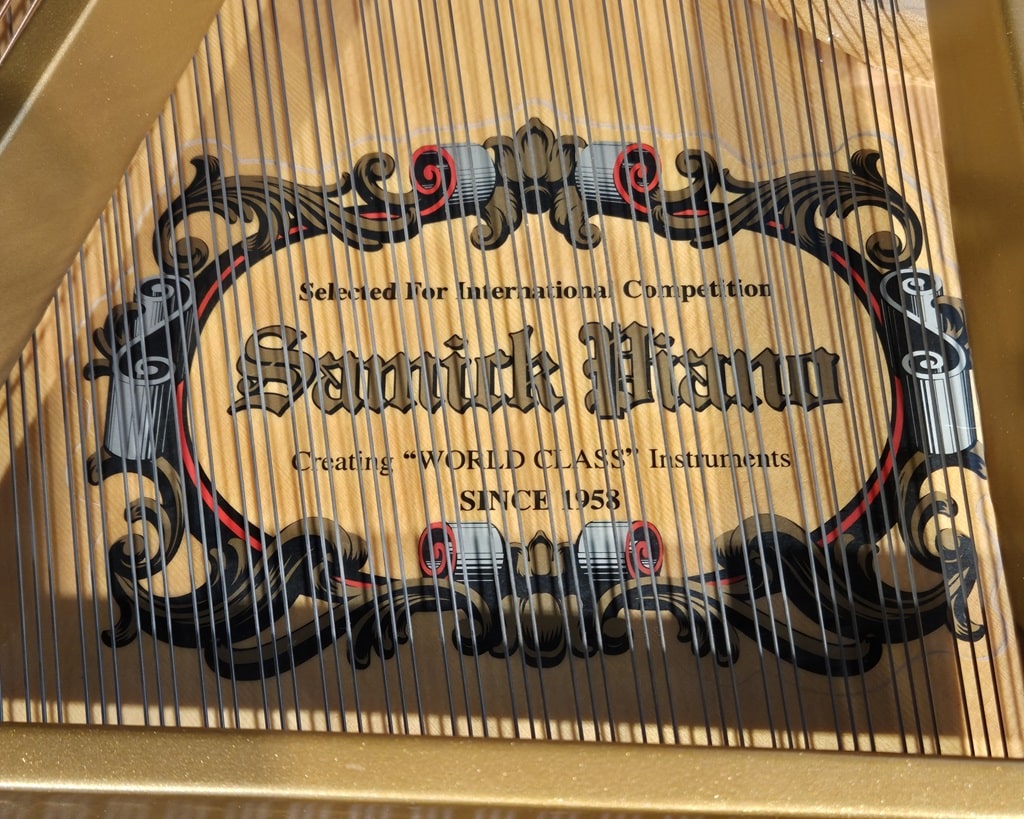 Selected For International Competition
Samick Piano
Creating “WORLD CLASS” Instruments
SINCE 1958